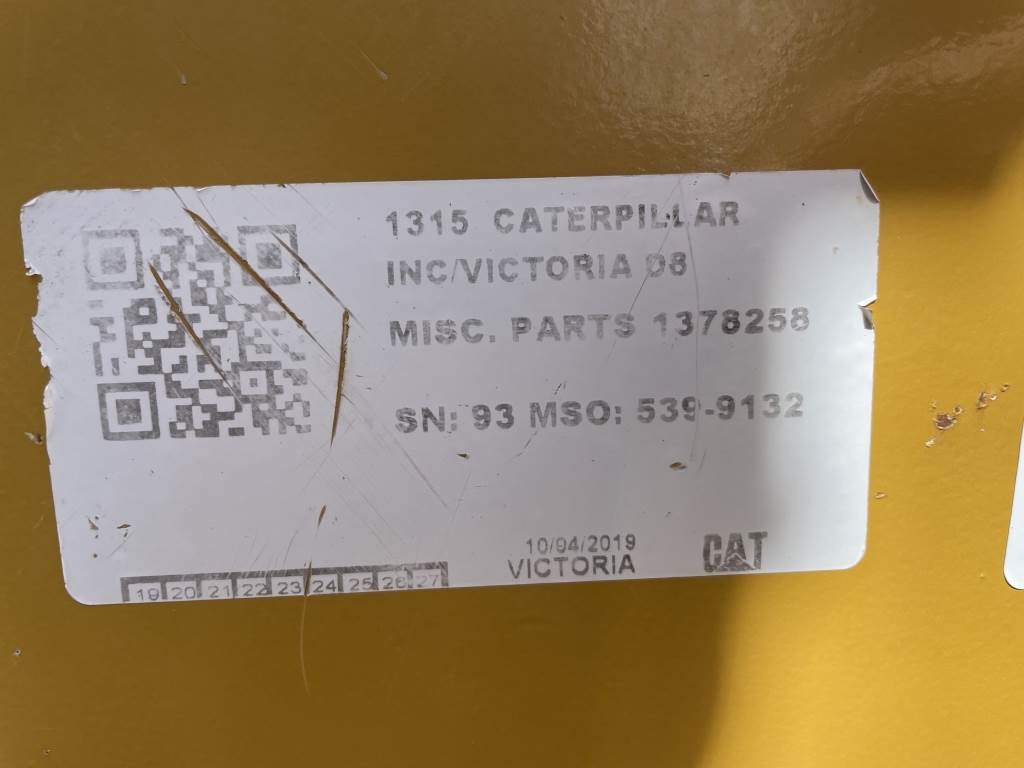 1315 CATERPILLAR
INC/VICTORIA 08
MISC. PARTS 1378258
SN: 93 MSO: 539-9132
10/04/2019
VICTORIA
CAT
19 20 21 22 23 24 25 26 27